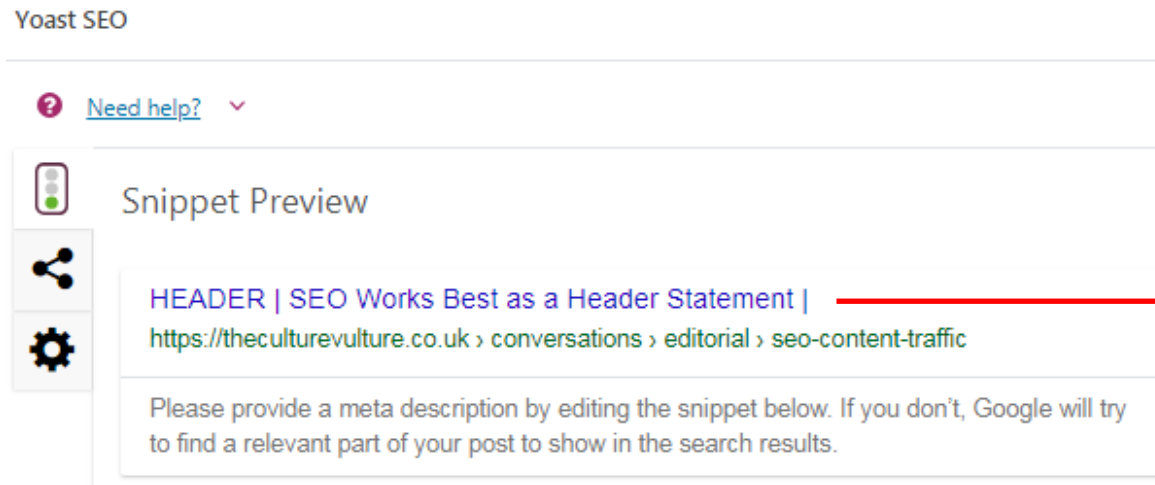 Yoast SEO
Need help?
Snippet Preview
HEADER | SEO Works Best as a Header Statement |
https://theculturevulture.co.uk › conversations › editorial › seo-content-traffic
Please provide a meta description by editing the snippet below. If you don’t, Google will try
to find a relevant part of your post to show in the search results.